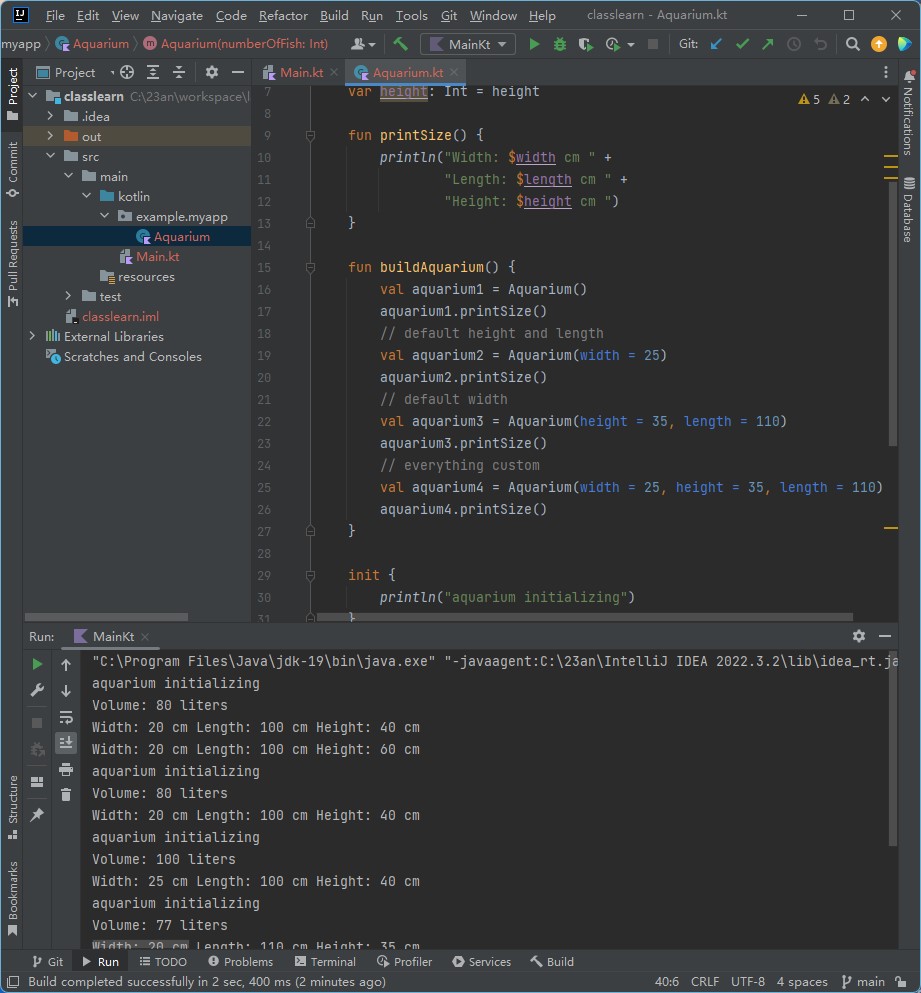 File Edit View Navigate Code Refactor Build Run Tools Git Window Help classlearn - Aquarium.kt
myapp Aquarium Aquarium(numberOfFish: Int) MainKt Git:
Project Main.kt Aquarium.kt
classlearn C:\23an\workspace\
.idea
out
src
main
kotlin
example.myapp
Aquarium
Main.kt
resources
test
classlearn.iml
External Libraries
Scratches and Consoles
Project
Commit
Pull Requests
5 2
7 var height: Int = height
8
9 fun printSize() {
10 println("Width: $width cm " +
11 "Length: $length cm " +
12 "Height: $height cm ")
13 }
14
15 fun buildAquarium() {
16 val aquarium1 = Aquarium()
17 aquarium1.printSize()
18 // default height and length
19 val aquarium2 = Aquarium(width = 25)
20 aquarium2.printSize()
21 // default width
22 val aquarium3 = Aquarium(height = 35, length = 110)
23 aquarium3.printSize()
24 // everything custom
25 val aquarium4 = Aquarium(width = 25, height = 35, length = 110)
26 aquarium4.printSize()
27 }
28
29 init {
30 println("aquarium initializing")
31 }
Notifications
Database
Run: MainKt
"C:\Program Files\Java\jdk-19\bin\java.exe" "-javaagent:C:\23an\IntelliJ IDEA 2022.3.2\lib\idea_rt.ja
aquarium initializing
Volume: 80 liters
Width: 20 cm Length: 100 cm Height: 40 cm
Width: 20 cm Length: 100 cm Height: 60 cm
aquarium initializing
Volume: 80 liters
Width: 20 cm Length: 100 cm Height: 40 cm
aquarium initializing
Volume: 100 liters
Width: 25 cm Length: 100 cm Height: 40 cm
aquarium initializing
Volume: 77 liters
Width: 20 cm Length: 110 cm Height: 35 cm
Structure
Bookmarks
Git Run TODO Problems Terminal Profiler Services Build
Build completed successfully in 2 sec, 400 ms (2 minutes ago) 40:6 CRLF UTF-8 4 spaces main